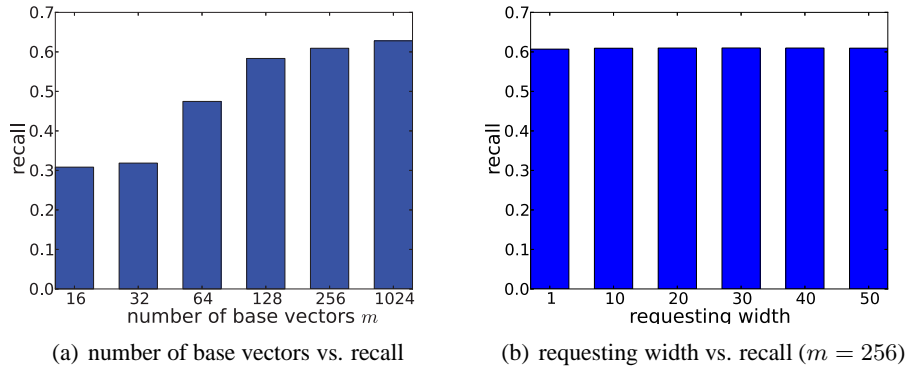 0.7
0.6
0.5
0.4
0.3
0.2
0.1
0.0
recall
16 32 64 128 256 1024
number of base vectors m
(a) number of base vectors vs. recall
0.7
0.6
0.5
0.4
0.3
0.2
0.1
0.0
recall
1 10 20 30 40 50
requesting width
(b) requesting width vs. recall (m = 256)